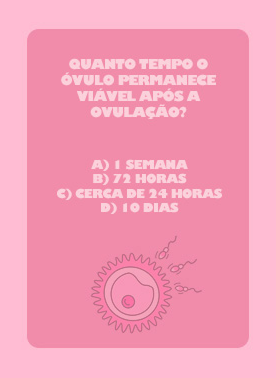 QUANTO TEMPO O
ÓVULO PERMANECE
VIÁVEL APÓS A
OVULAÇÃO?
A) 1 SEMANA
B) 72 HORAS
C) CERCA DE 24 HORAS
D) 10 DIAS